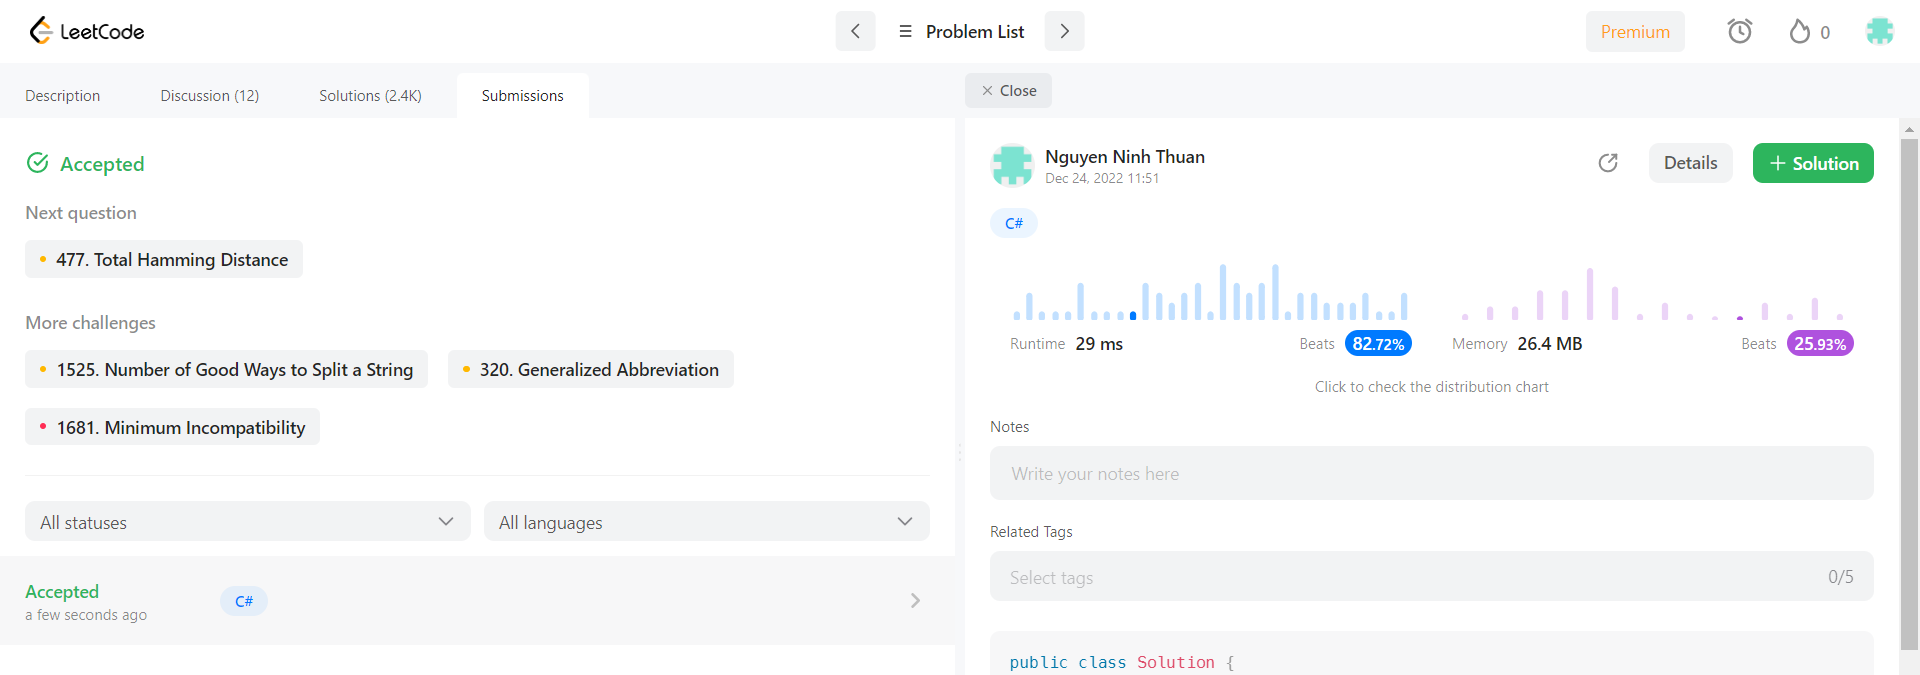 LeetCode
Problem List
Premium
0
Description
Discussion (12)
Solutions (2.4K)
Submissions
Close
Accepted
Next question
477. Total Hamming Distance
More challenges
1525. Number of Good Ways to Split a String
320. Generalized Abbreviation
1681. Minimum Incompatibility
All statuses
All languages
Accepted
a few seconds ago
C#
Nguyen Ninh Thuan
Dec 24, 2022 11:51
Details
+ Solution
C#
Runtime 29 ms
Beats 82.72%
Memory 26.4 MB
Beats 25.93%
Click to check the distribution chart
Notes
Write your notes here
Related Tags
Select tags
0/5
public class Solution {